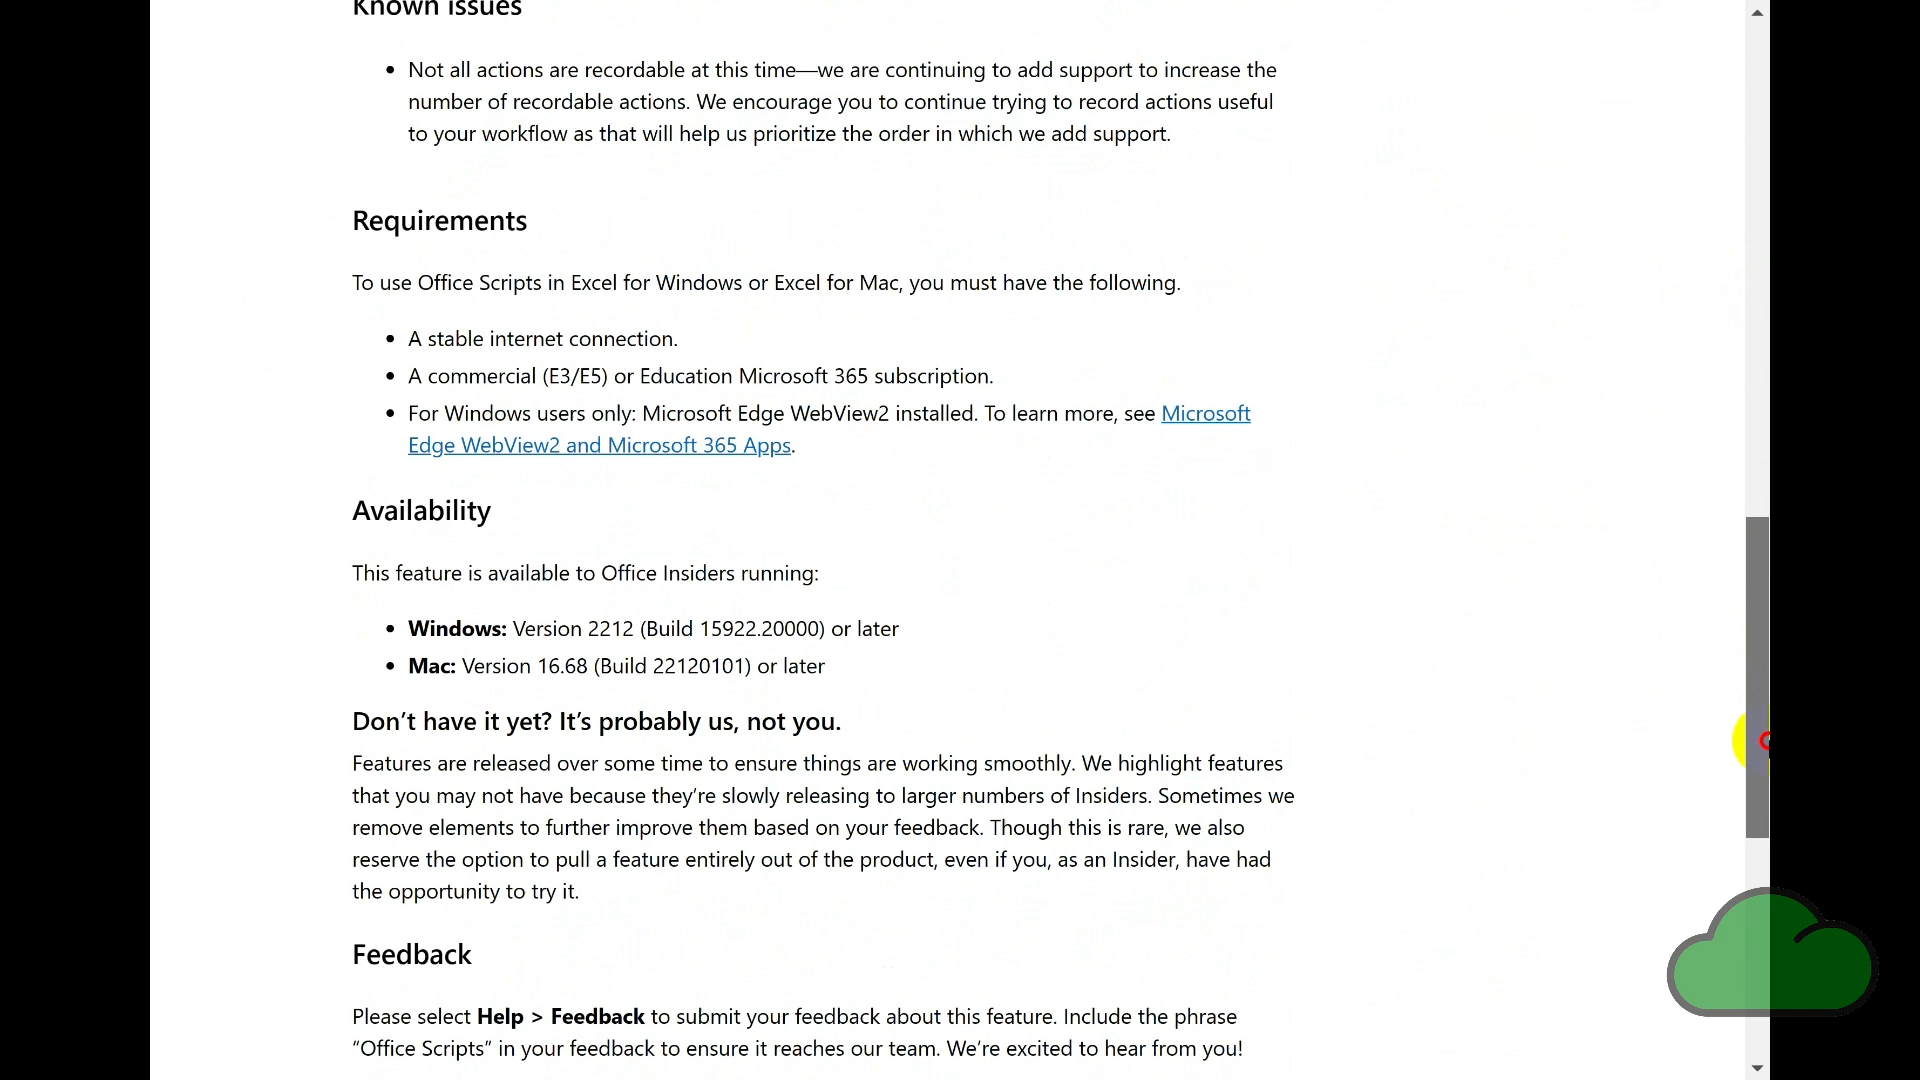 Known issues
• Not all actions are recordable at this time—we are continuing to add support to increase the
number of recordable actions. We encourage you to continue trying to record actions useful
to your workflow as that will help us prioritize the order in which we add support.
Requirements
To use Office Scripts in Excel for Windows or Excel for Mac, you must have the following.
• A stable internet connection.
• A commercial (E3/E5) or Education Microsoft 365 subscription.
• For Windows users only: Microsoft Edge WebView2 installed. To learn more, see Microsoft
Edge WebView2 and Microsoft 365 Apps.
Availability
This feature is available to Office Insiders running:
• Windows: Version 2212 (Build 15922.20000) or later
• Mac: Version 16.68 (Build 22120101) or later
Don’t have it yet? It’s probably us, not you.
Features are released over some time to ensure things are working smoothly. We highlight features
that you may not have because they’re slowly releasing to larger numbers of Insiders. Sometimes we
remove elements to further improve them based on your feedback. Though this is rare, we also
reserve the option to pull a feature entirely out of the product, even if you, as an Insider, have had
the opportunity to try it.
Feedback
Please select Help > Feedback to submit your feedback about this feature. Include the phrase
“Office Scripts” in your feedback to ensure it reaches our team. We’re excited to hear from you!